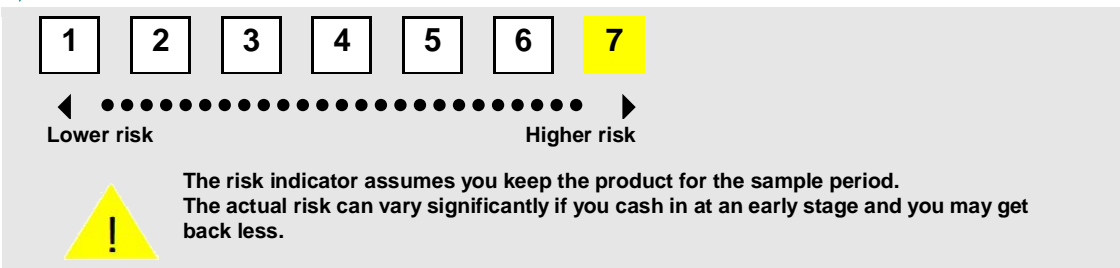 1 2 3 4 5 6 7
Lower risk Higher risk
!
The risk indicator assumes you keep the product for the sample period.
The actual risk can vary significantly if you cash in at an early stage and you may get
back less.